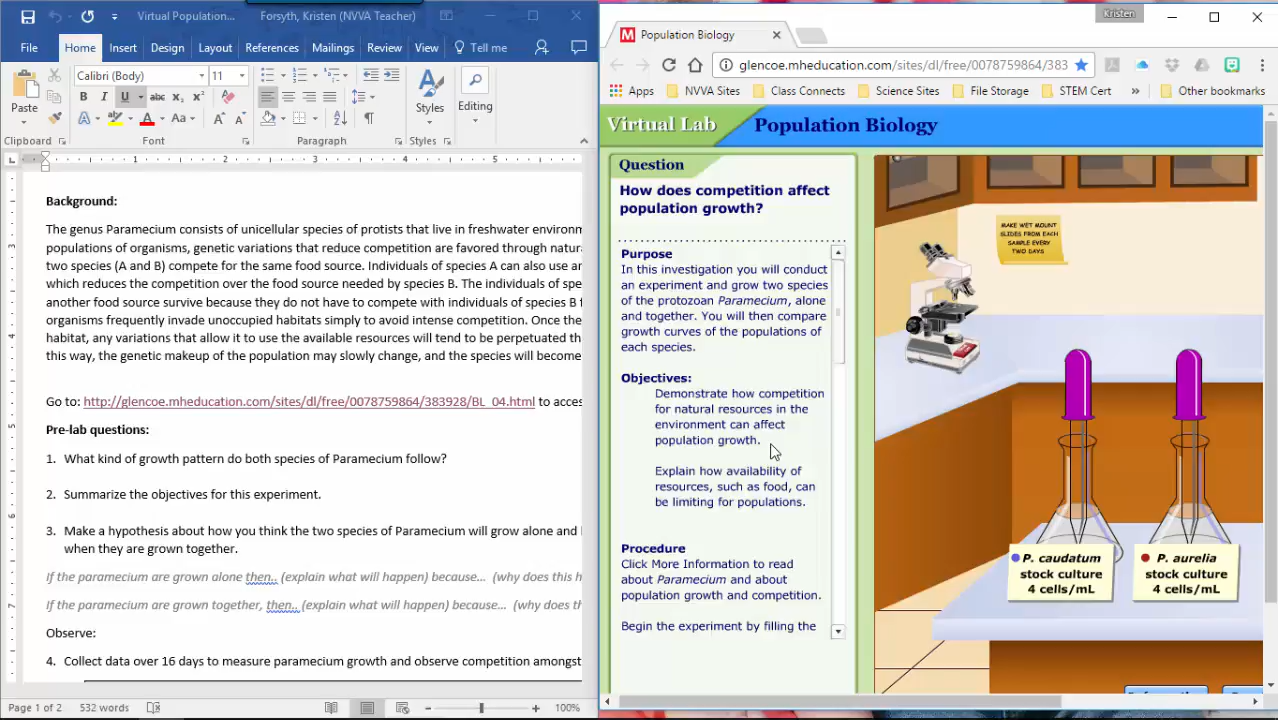 Virtual Population...
Forsyth, Kristen (NVVA Teacher)
File Home Design Layout References Mailings Review View Tell me
Calibri (Body) 11
Paste
B I U abc x₂ x²
A Aa A
Styles
Editing
Clipboard Font Paragraph Styles
1 2 3 4 5
Background:
The genus Paramecium consists of unicellular species of protists that live in freshwater environm
populations of organisms, genetic variations that reduce competition are favored through natura
two species (A and B) compete for the same food source. Individuals of species A can also use an
which reduces the competition over the food source needed by species B. The individuals of spe
another food source survive because they do not have to compete with individuals of species B f
organisms frequently invade unoccupied habitats simply to avoid intense competition. Once the
habitat, any variations that allow it to use the available resources will tend to be perpetuated th
this way, the genetic makeup of the population may slowly change, and the species will become
Go to: http://glencoe.mheducation.com/sites/dl/free/0078759864/383928/BL_04.html to acces
Pre-lab questions:
1. What kind of growth pattern do both species of Paramecium follow?
2. Summarize the objectives for this experiment.
3. Make a hypothesis about how you think the two species of Paramecium will grow alone and h
when they are grown together.
If the paramecium are grown alone then.. (explain what will happen) because... (why does this h
If the paramecium are grown together, then.. (explain what will happen) because... (why does th
Observe:
4. Collect data over 16 days to measure paramecium growth and observe competition amongst
Page 1 of 2 532 words 100%
Kristen
Population Biology
glencoe.mheducation.com/sites/dl/free/0078759864/383
Apps NVVA Sites Class Connects Science Sites File Storage STEM Cert » Other bookmarks
Virtual Lab Population Biology
Question
How does competition affect
population growth?
Purpose
In this investigation you will conduct
an experiment and grow two species
of the protozoan Paramecium, alone
and together. You will then compare
growth curves of the populations of
each species.
Objectives:
Demonstrate how competition
for natural resources in the
environment can affect
population growth.
Explain how availability of
resources, such as food, can
be limiting for populations.
Procedure
Click More Information to read
about Paramecium and about
population growth and competition.
Begin the experiment by filling the
MAKE WET MOUNT
SLIDES FROM EACH
SAMPLE EVERY
TWO DAYS
P. caudatum
stock culture
4 cells/mL
P. aurelia
stock culture
4 cells/mL